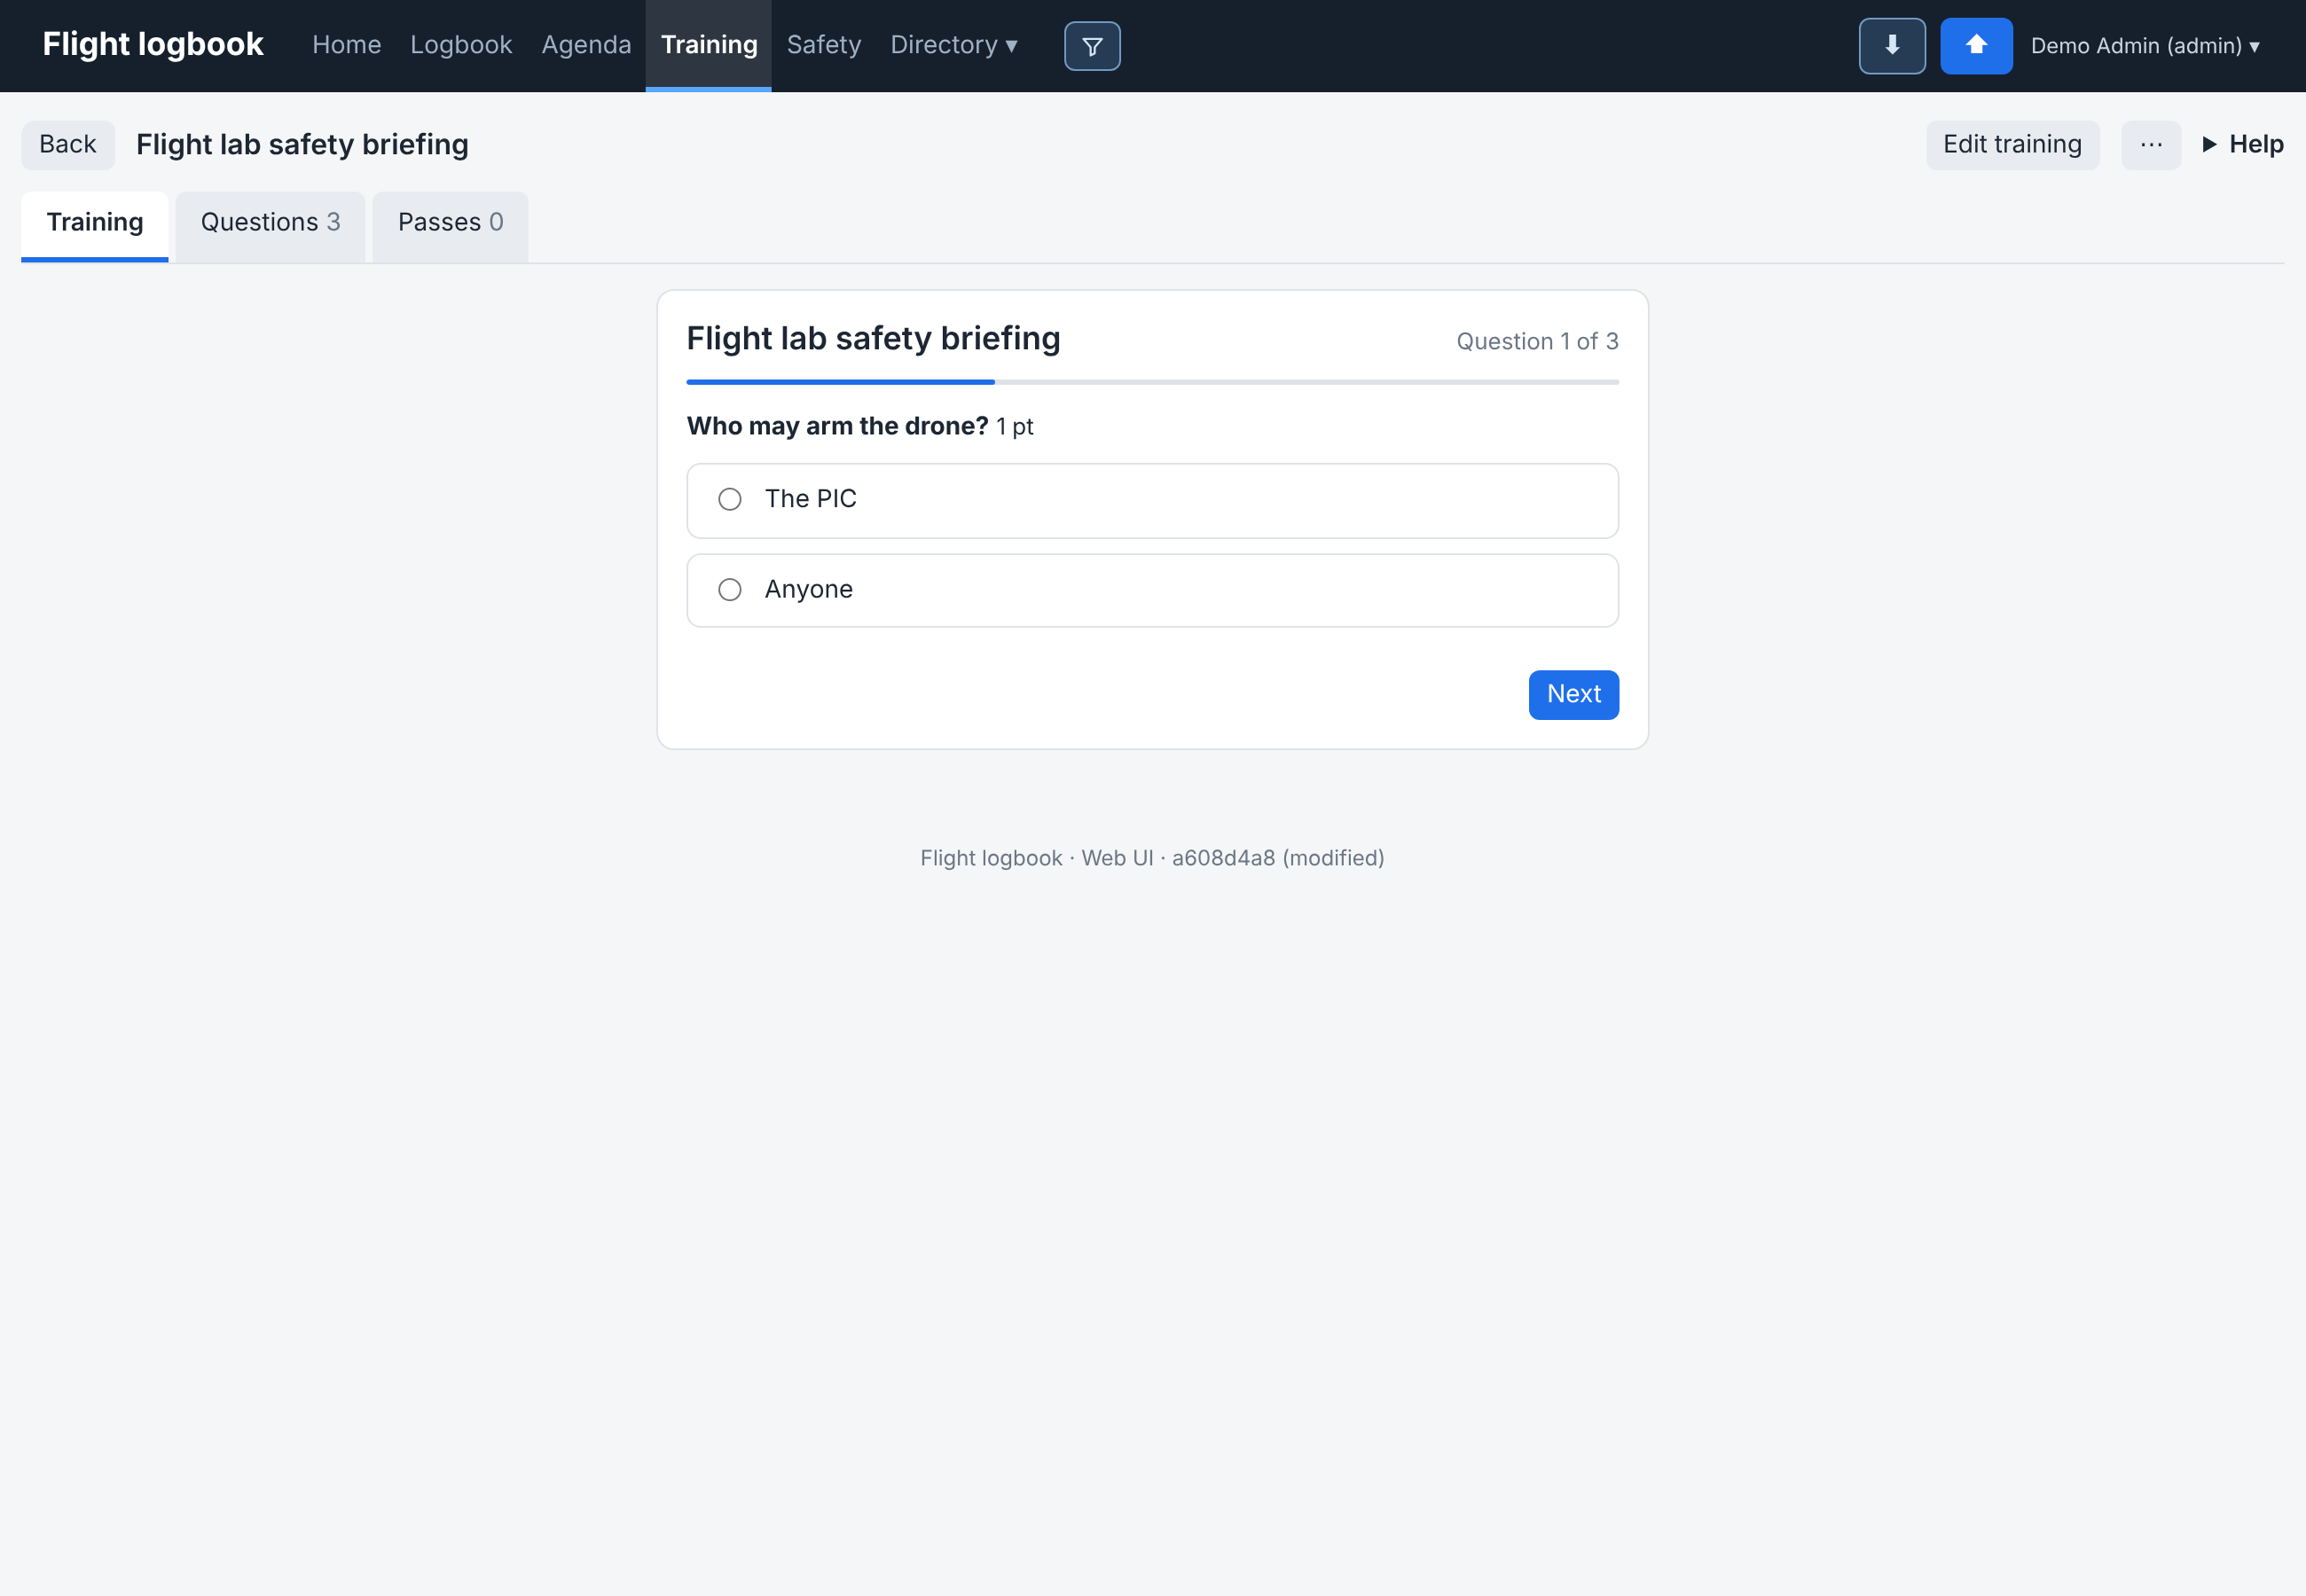 Flight logbook Home Logbook Agenda Training Safety Directory ▾ Demo Admin (admin) ▾
Back Flight lab safety briefing Edit training ··· ▶ Help
Training Questions 3 Passes 0
Flight lab safety briefing Question 1 of 3
Who may arm the drone? 1 pt
The PIC
Anyone
Next
Flight logbook · Web UI · a608d4a8 (modified)